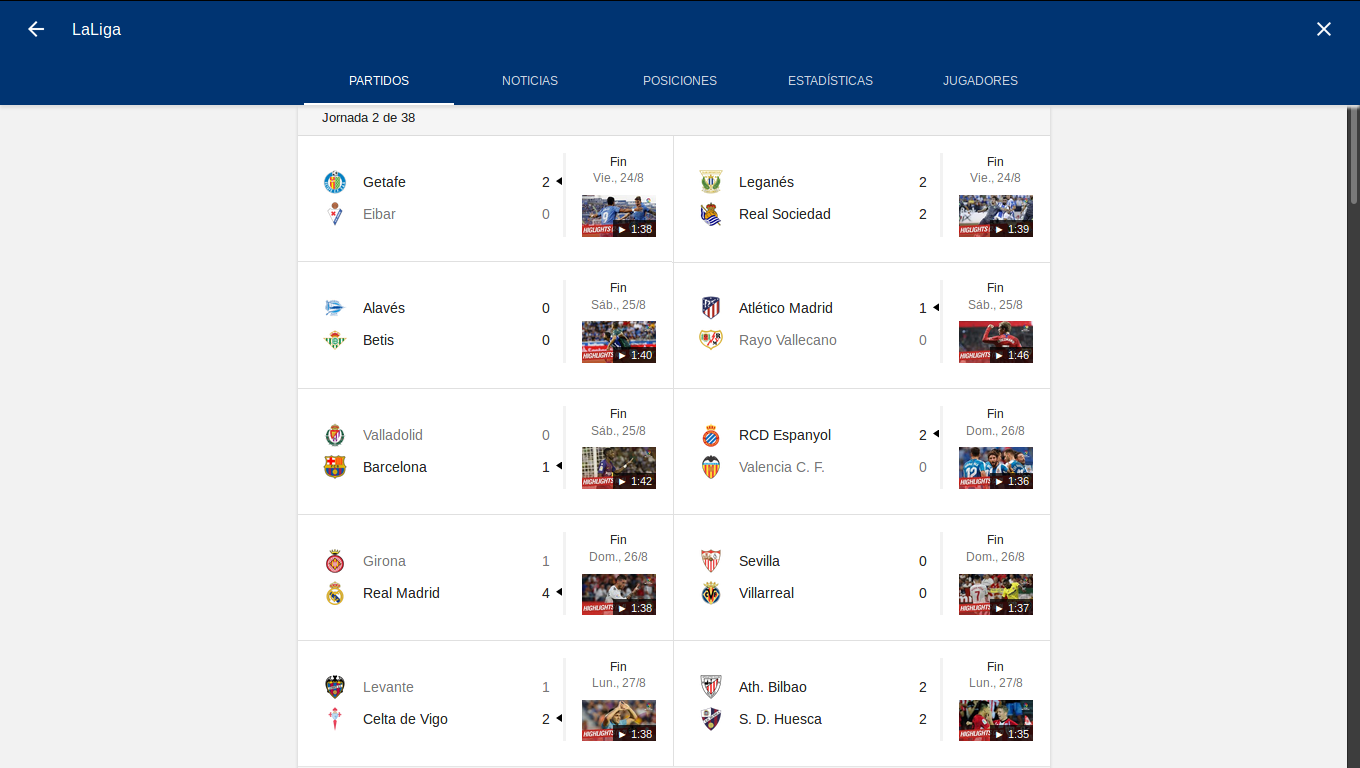 LaLiga
PARTIDOS NOTICIAS POSICIONES ESTADÍSTICAS JUGADORES
Jornada 2 de 38
Getafe 2
Eibar 0
Fin
Vie., 24/8
HIGHLIGHTS 1:38
Leganés 2
Real Sociedad 2
Fin
Vie., 24/8
HIGHLIGHTS 1:39
Alavés 0
Betis 0
Fin
Sáb., 25/8
HIGHLIGHTS 1:40
Atlético Madrid 1
Rayo Vallecano 0
Fin
Sáb., 25/8
HIGHLIGHTS 1:46
Valladolid 0
Barcelona 1
Fin
Sáb., 25/8
HIGHLIGHTS 1:42
RCD Espanyol 2
Valencia C. F. 0
Fin
Dom., 26/8
12
HIGHLIGHTS 1:36
Girona 1
Real Madrid 4
Fin
Dom., 26/8
HIGHLIGHTS 1:38
Sevilla 0
Villarreal 0
Fin
Dom., 26/8
7
HIGHLIGHTS 1:37
Levante 1
Celta de Vigo 2
Fin
Lun., 27/8
HIGHLIGHTS 1:38
Ath. Bilbao 2
S. D. Huesca 2
Fin
Lun., 27/8
HIGHLIGHTS 1:35